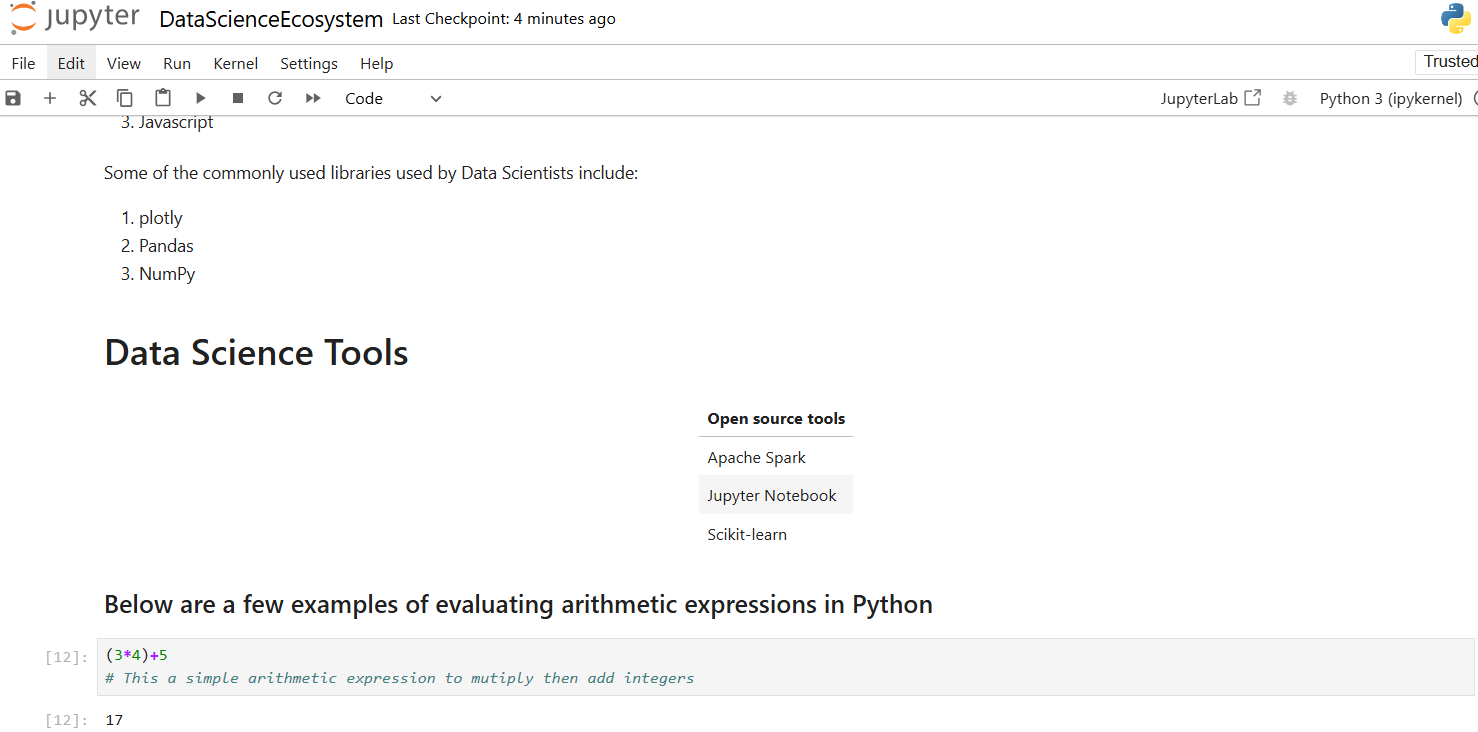 jupyter DataScienceEcosystem Last Checkpoint: 4 minutes ago
File Edit View Run Kernel Settings Help Trusted
Code JupyterLab Python 3 (ipykernel)
3. Javascript
Some of the commonly used libraries used by Data Scientists include:
1. plotly
2. Pandas
3. NumPy
Data Science Tools
Open source tools
Apache Spark
Jupyter Notebook
Scikit-learn
Below are a few examples of evaluating arithmetic expressions in Python
[12]: (3*4)+5
# This a simple arithmetic expression to mutiply then add integers
[12]: 17